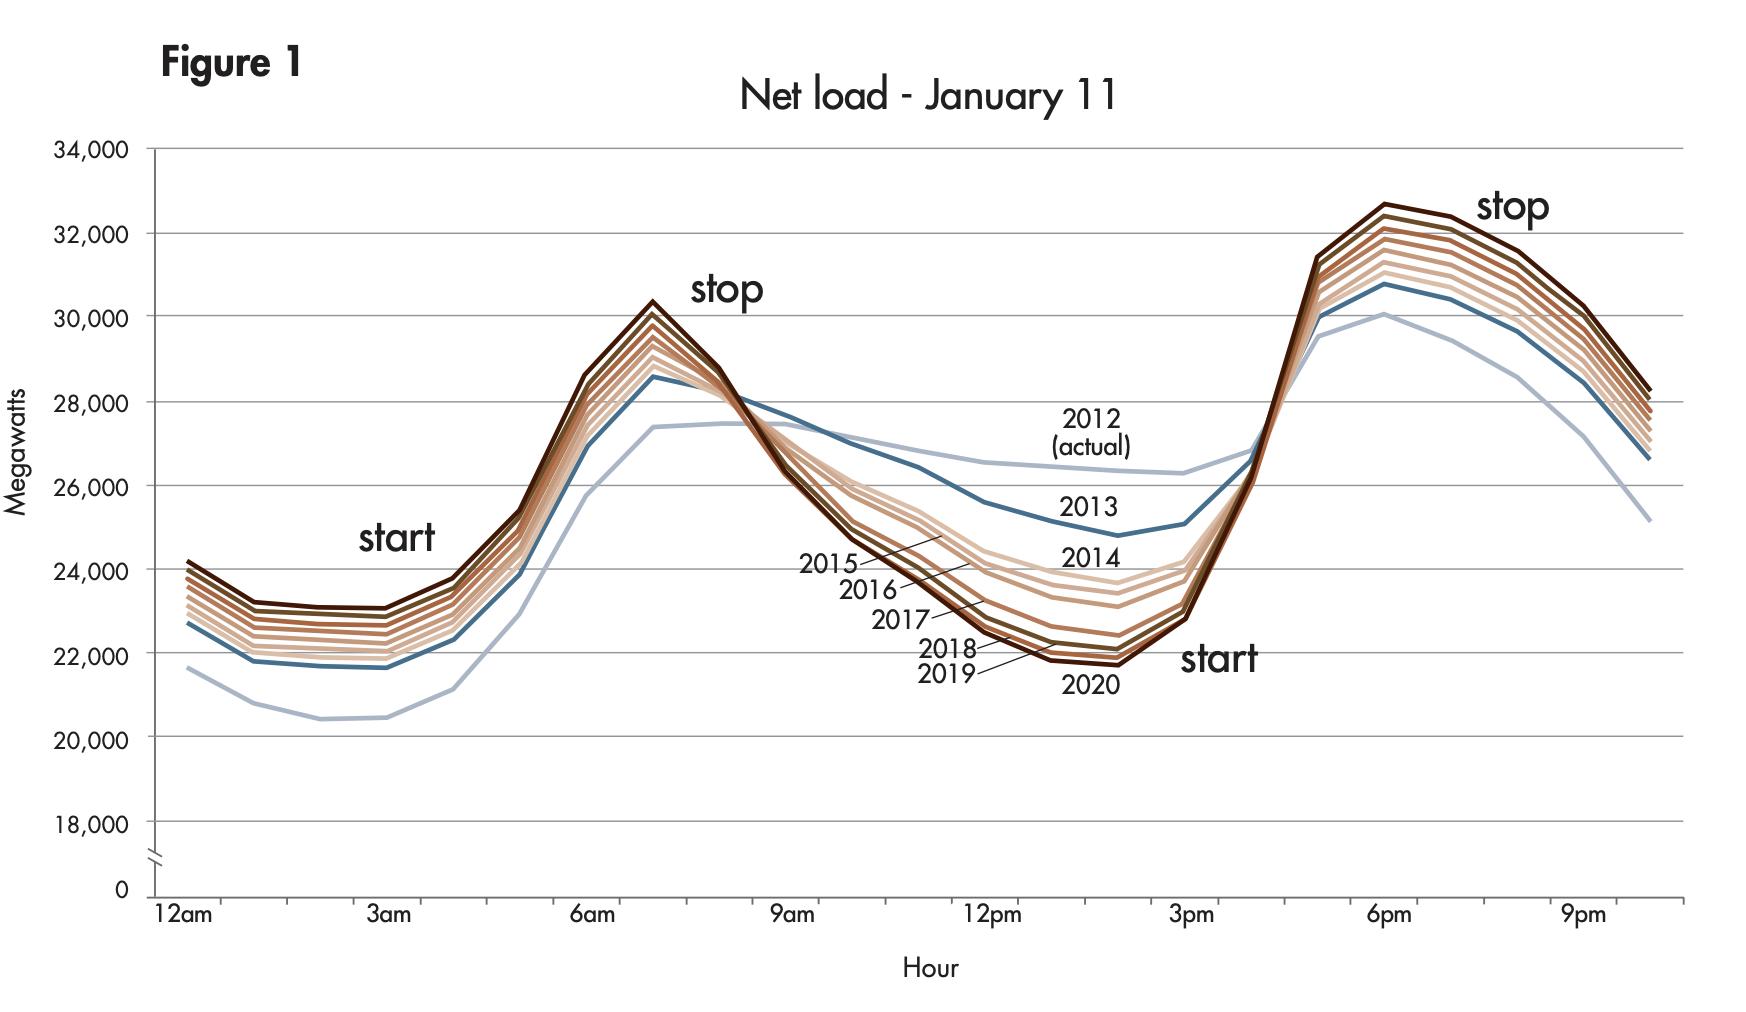 Figure 1
Net load - January 11
Megawatts
34,000
32,000
30,000
28,000
26,000
24,000
22,000
20,000
18,000
0
stop
stop
start
start
2012
(actual)
2013
2014
2015
2016
2017
2018
2019
2020
12am 3am 6am 9am 12pm 3pm 6pm 9pm
Hour